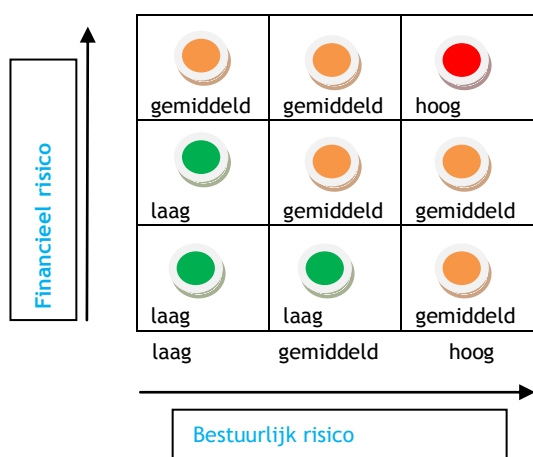 Financieel risico
gemiddeld gemiddeld hoog
laag gemiddeld gemiddeld
laag laag gemiddeld
laag gemiddeld hoog
Bestuurlijk risico